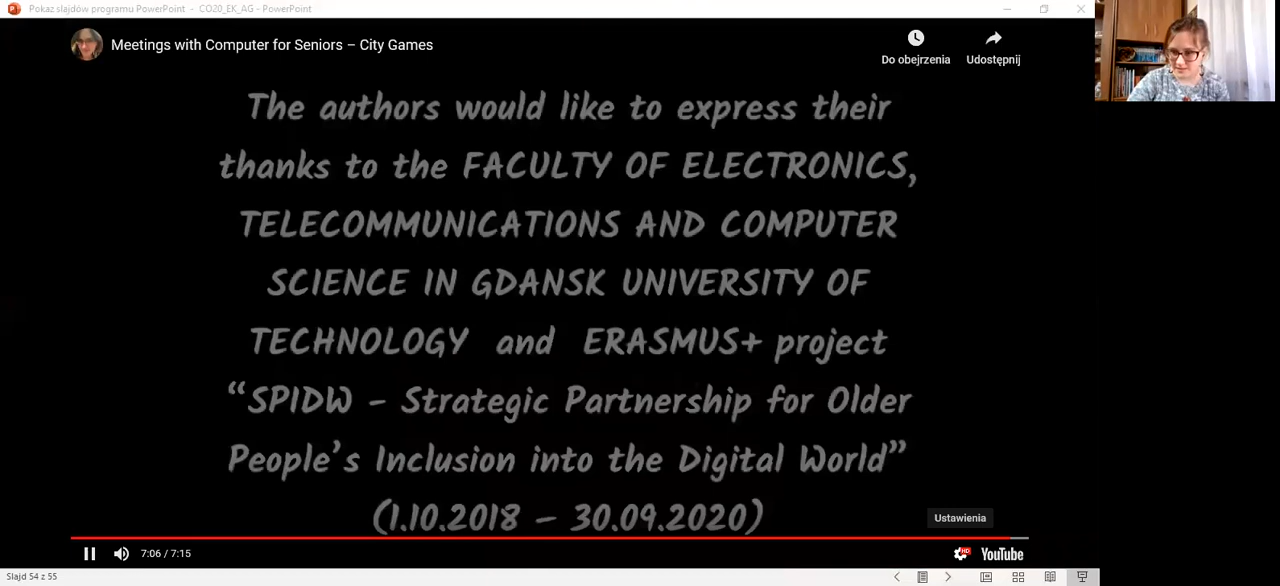 Pokaz slajdów programu PowerPoint - CO20_EK_AG - PowerPoint
Meetings with Computer for Seniors – City Games
Do obejrzenia
Udostępnij
The authors would like to express their
thanks to the FACULTY OF ELECTRONICS,
TELECOMMUNICATIONS AND COMPUTER
SCIENCE IN GDANSK UNIVERSITY OF
TECHNOLOGY and ERASMUS+ project
“SPIDW – Strategic Partnership for Older
People’s Inclusion into the Digital World”
(1.10.2018 – 30.09.2020)
Ustawienia
7:06 / 7:15
HD
YouTube
Slajd 54 z 55